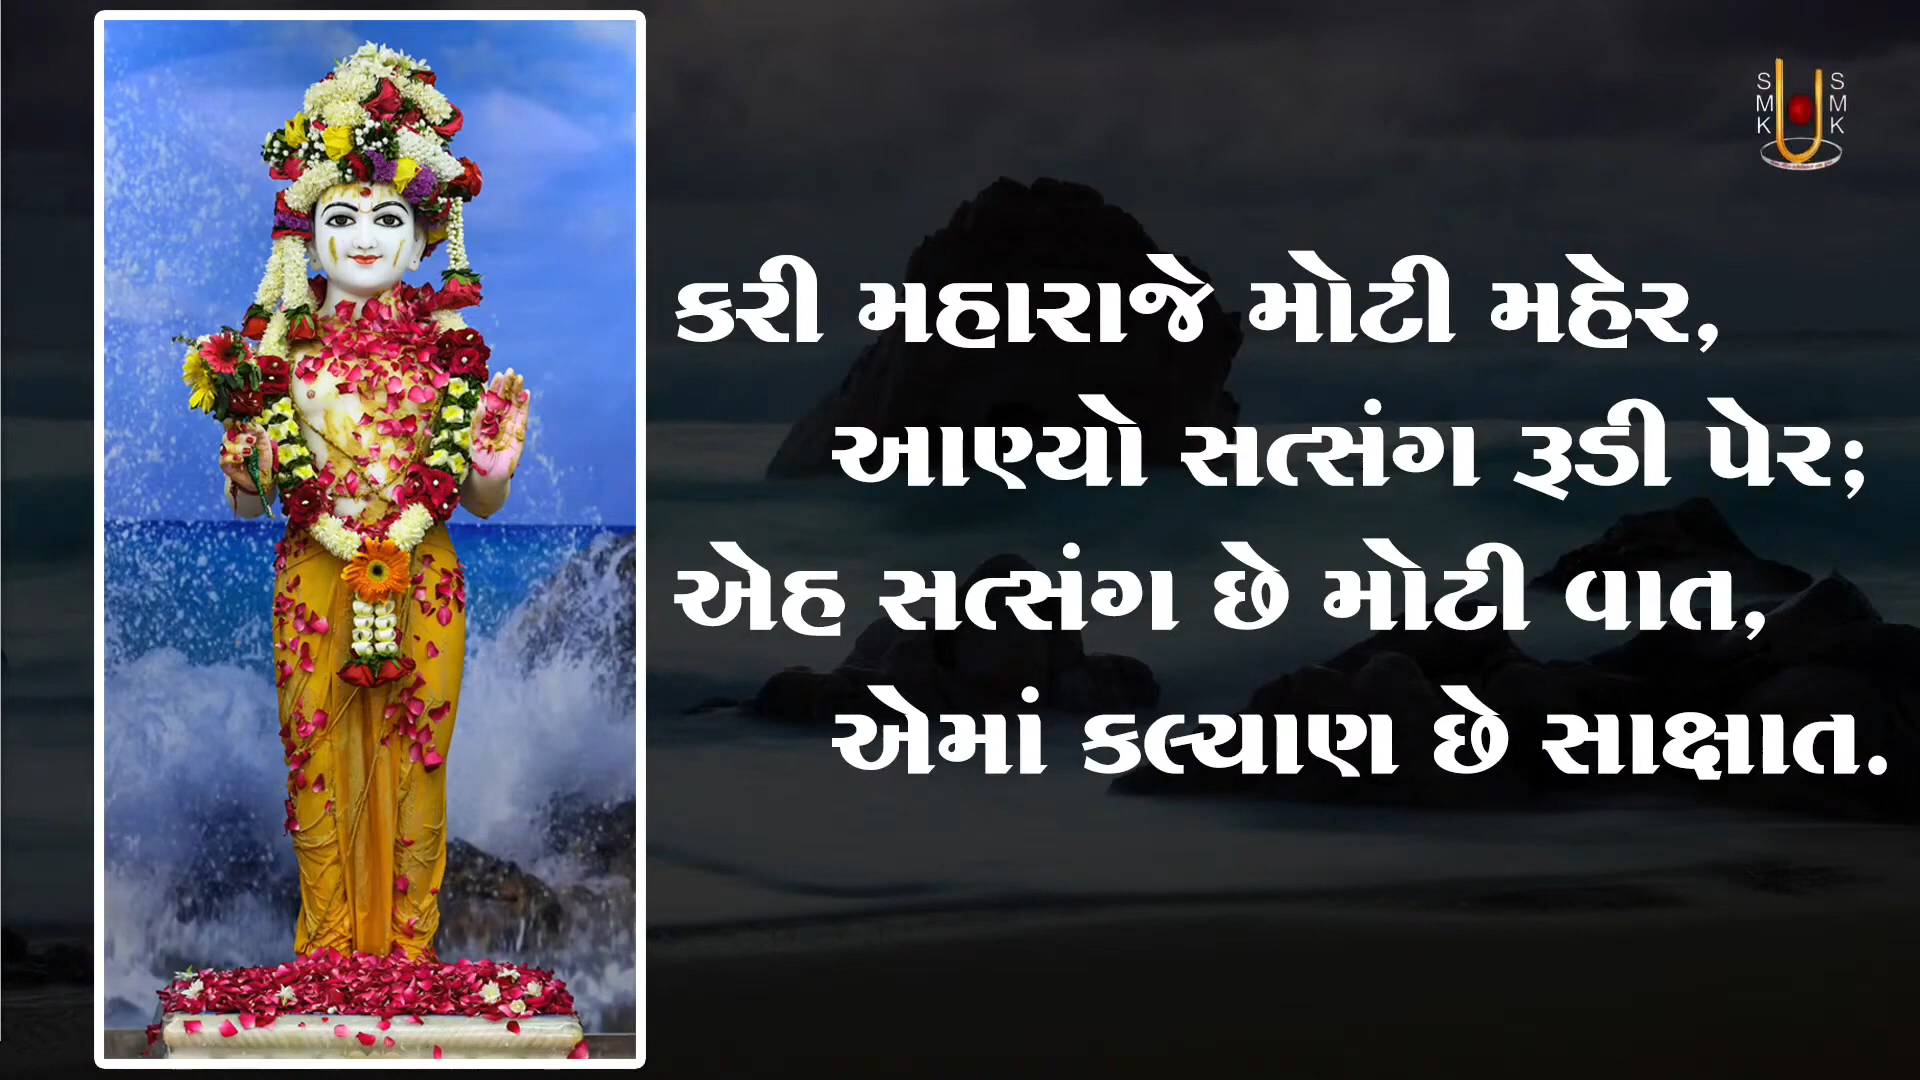 કરી મહારાજે મોટી મહેર,
આણ્યો સત્સંગ રૂડી પેર;
એહ સત્સંગ છે મોટી વાત,
એમાં કલ્યાણ છે સાક્ષાત.
SMK SMK